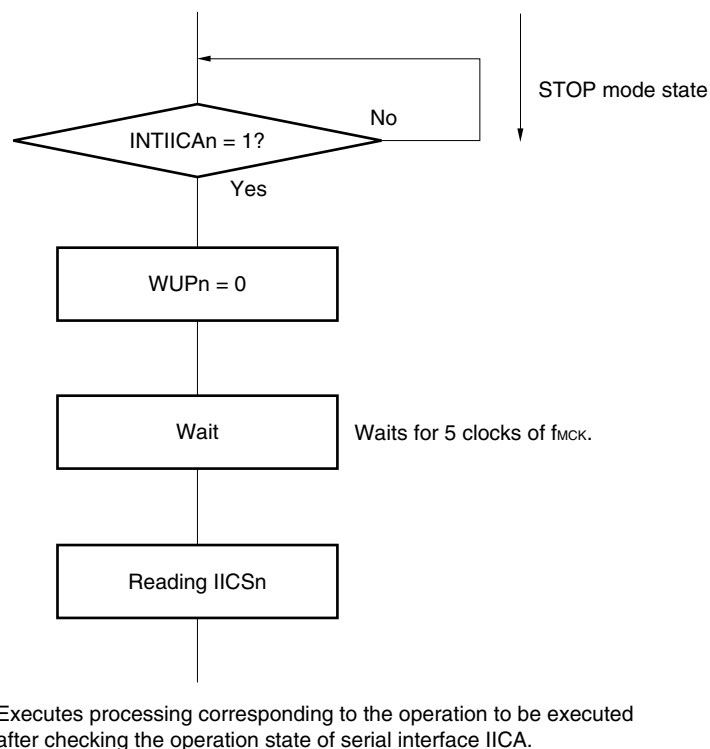 STOP mode state
No
INTIICAn = 1?
Yes
WUPn = 0
Wait
Waits for 5 clocks of fMCK.
Reading IICSn
Executes processing corresponding to the operation to be executed
after checking the operation state of serial interface IICA.